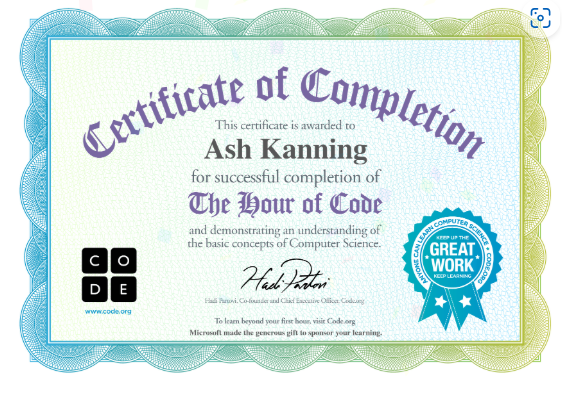 Certificate of Completion
This certificate is awarded to
Ash Kanning
for successful completion of
The Hour of Code
and demonstrating an understanding of
the basic concepts of Computer Science.
Hadi Partovi
Hadi Partovi, Co-founder and Chief Executive Officer, Code.org
To learn beyond your first hour, visit Code.org
Microsoft made the generous gift to sponsor your learning.
CO
DE
www.code.org
ANYONE CAN LEARN COMPUTER SCIENCE
KEEP UP THE
GREAT
WORK
KEEP LEARNING